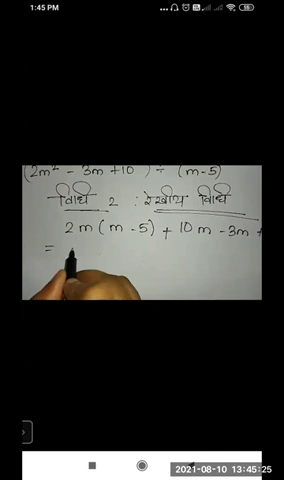 1:45 PM
(2m² - 3m + 10) ÷ (m - 5)
विधि 2 : रेखीय विधि
2m (m - 5) + 10m - 3m +
=
2021-08-10 13:45:25